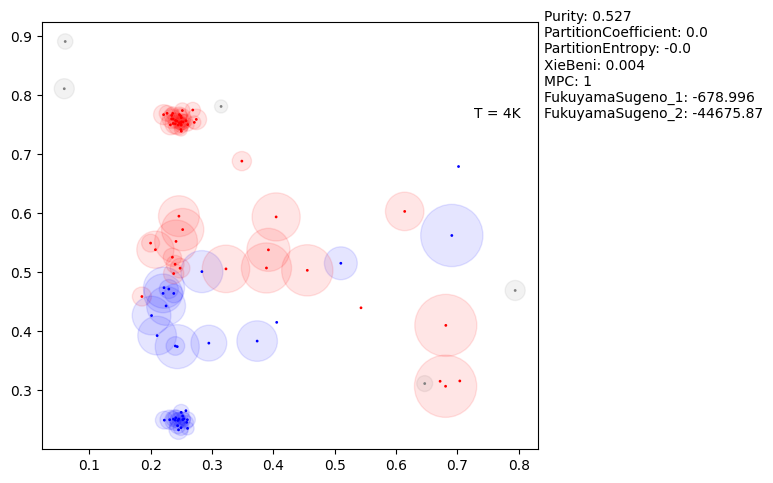 Purity: 0.527
PartitionCoefficient: 0.0
PartitionEntropy: -0.0
XieBeni: 0.004
MPC: 1
FukuyamaSugeno_1: -678.996
FukuyamaSugeno_2: -44675.87
T = 4K
0.9
0.8
0.7
0.6
0.5
0.4
0.3
0.1 0.2 0.3 0.4 0.5 0.6 0.7 0.8